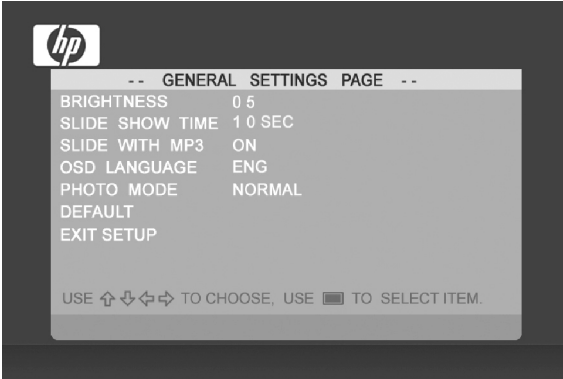 hp
-- GENERAL SETTINGS PAGE --
BRIGHTNESS 05
SLIDE SHOW TIME 10 SEC
SLIDE WITH MP3 ON
OSD LANGUAGE ENG
PHOTO MODE NORMAL
DEFAULT
EXIT SETUP
USE TO CHOOSE, USE TO SELECT ITEM.